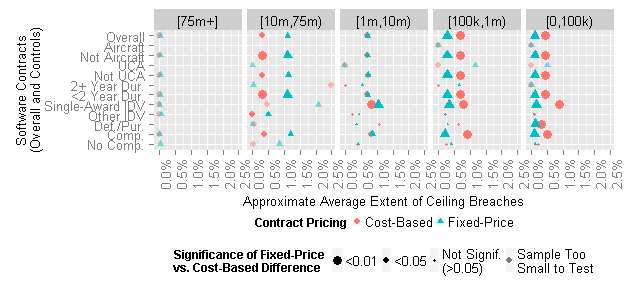 [75m+] [10m,75m) [1m,10m) [100k,1m) [0,100k)
Software Contracts
(Overall and Controls)
Overall
Aircraft
Not Aircraft
UCA
Not UCA
2+ Year Dur.
<2 Year Dur.
Single-Award IDV
Other IDV
Def./Pur.
Comp.
No Comp.
0.0% 0.5% 1.0% 1.5% 2.0% 2.5% 0.0% 0.5% 1.0% 1.5% 2.0% 2.5% 0.0% 0.5% 1.0% 1.5% 2.0% 2.5% 0.0% 0.5% 1.0% 1.5% 2.0% 2.5% 0.0% 0.5% 1.0% 1.5% 2.0% 2.5%
Approximate Average Extent of Ceiling Breaches
Contract Pricing Cost-Based Fixed-Price
Significance of Fixed-Price
vs. Cost-Based Difference
<0.01
<0.05
Not Signif.
(>0.05)
Sample Too
Small to Test